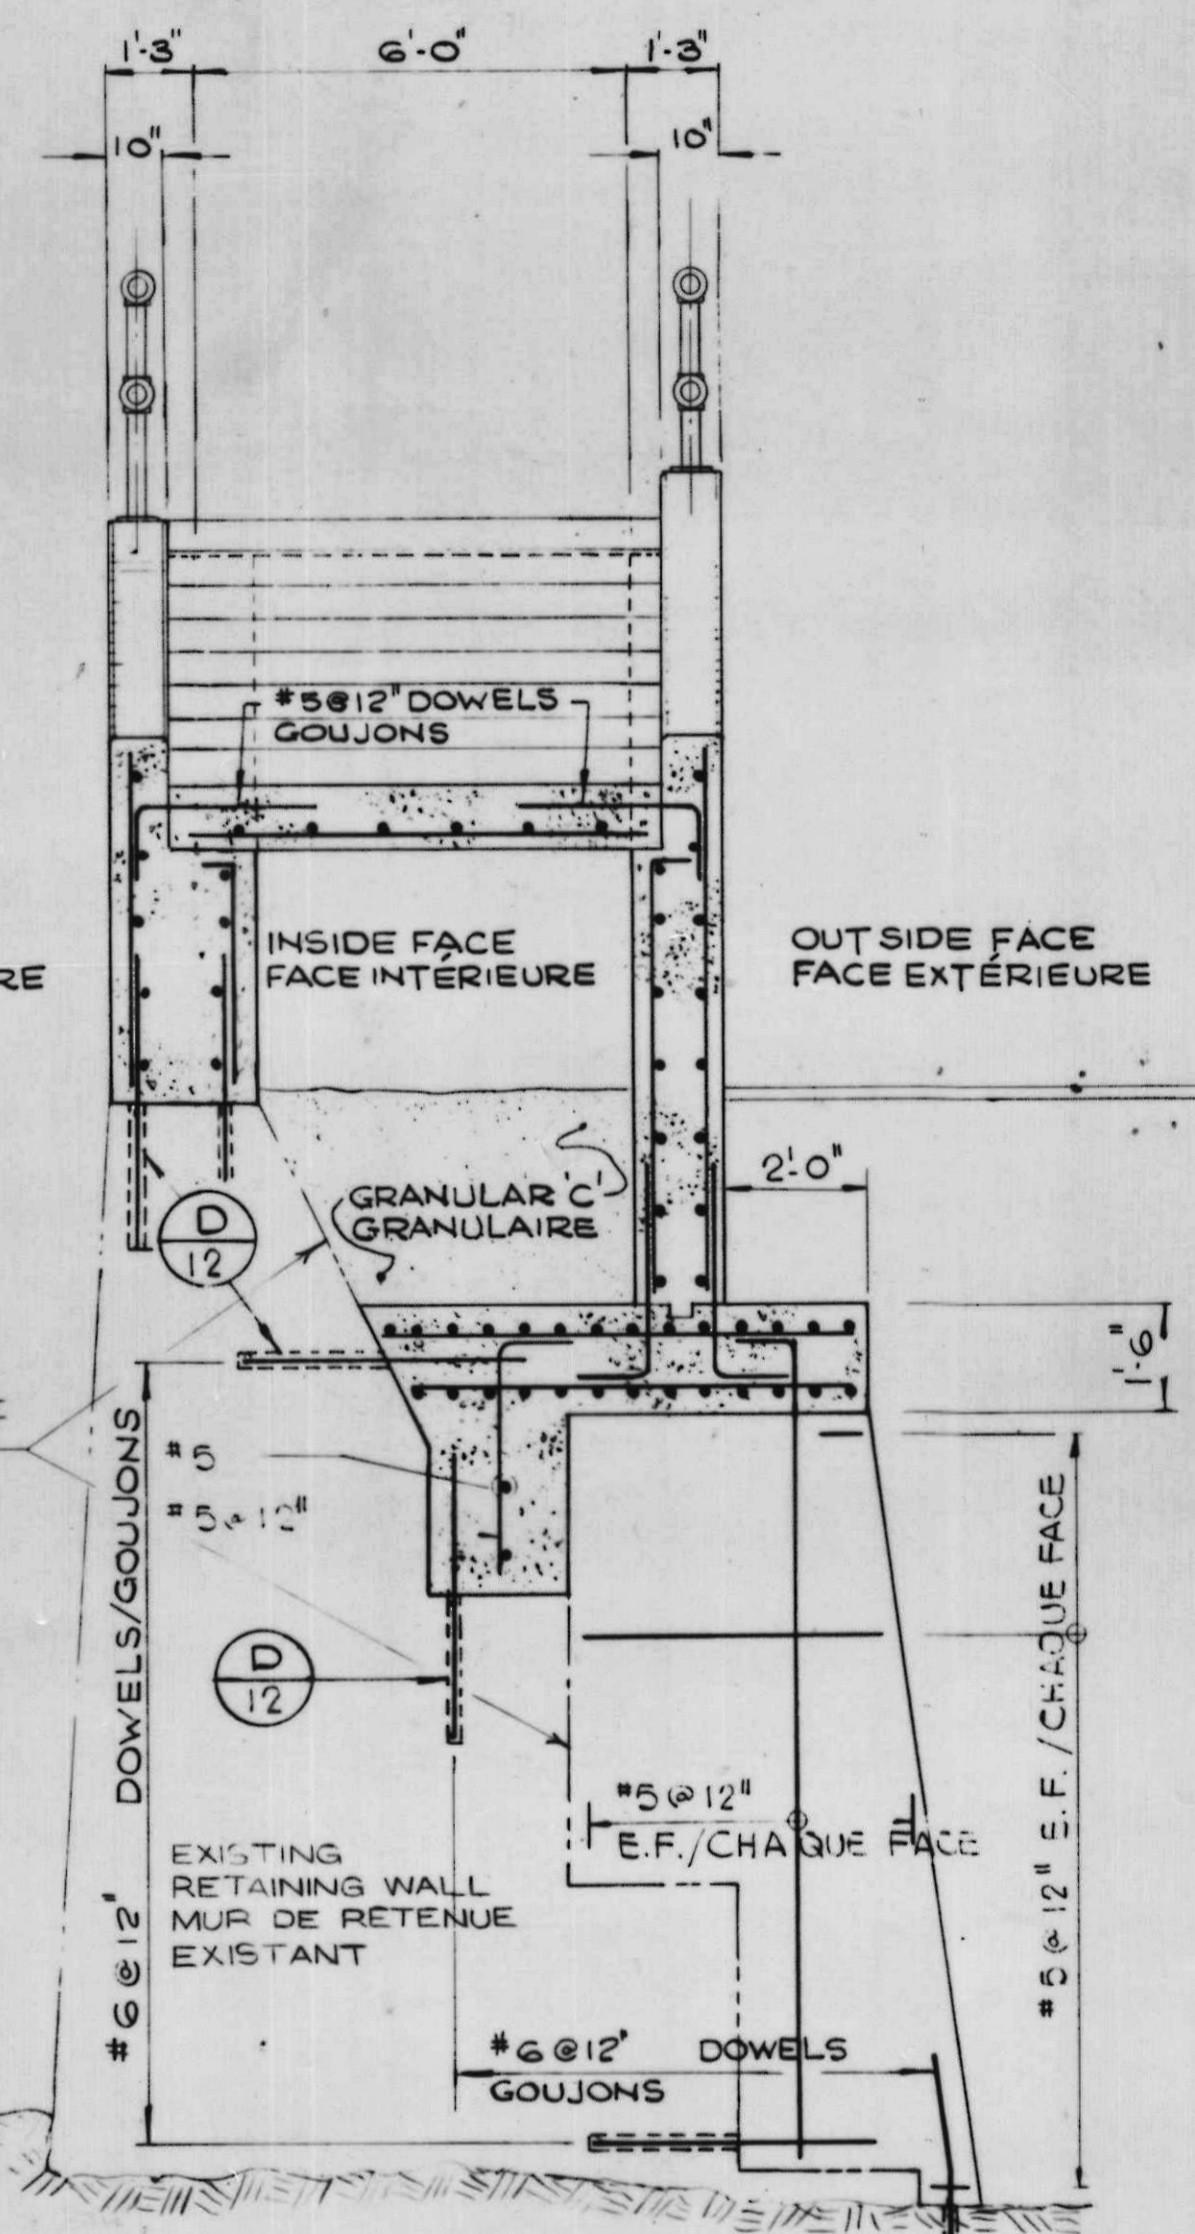 1'-3" 6'-0" 1'-3"
10" 10"
#5@12" DOWELS
GOUJONS
INSIDE FACE
FACE INTÉRIEURE
OUTSIDE FACE
FACE EXTÉRIEURE
RE
2'-0"
GRANULAR 'C'
GRANULAIRE
D
12
1'-6"
#5
#5@12"
DOWELS/GOUJONS
#6@12"
D
12
#5@12" E.F./CHAQUE FACE
#5@12"
E.F./CHAQUE FACE
EXISTING
RETAINING WALL
MUR DE RETENUE
EXISTANT
#6@12" DOWELS
GOUJONS